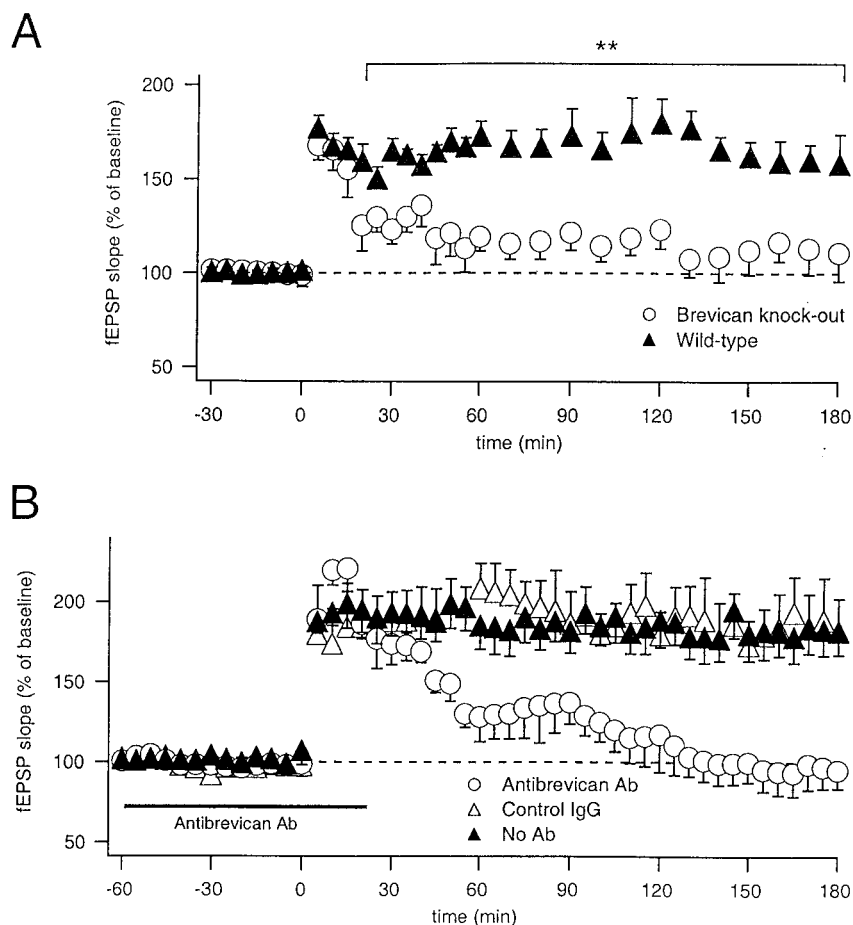 A
**
fEPSP slope (% of baseline)
200
150
100
50
Brevican knock-out
Wild-type
-30 0 30 60 90 120 150 180
time (min)
B
fEPSP slope (% of baseline)
200
150
100
50
Antibrevican Ab
Antibrevican Ab
Control IgG
No Ab
-60 -30 0 30 60 90 120 150 180
time (min)